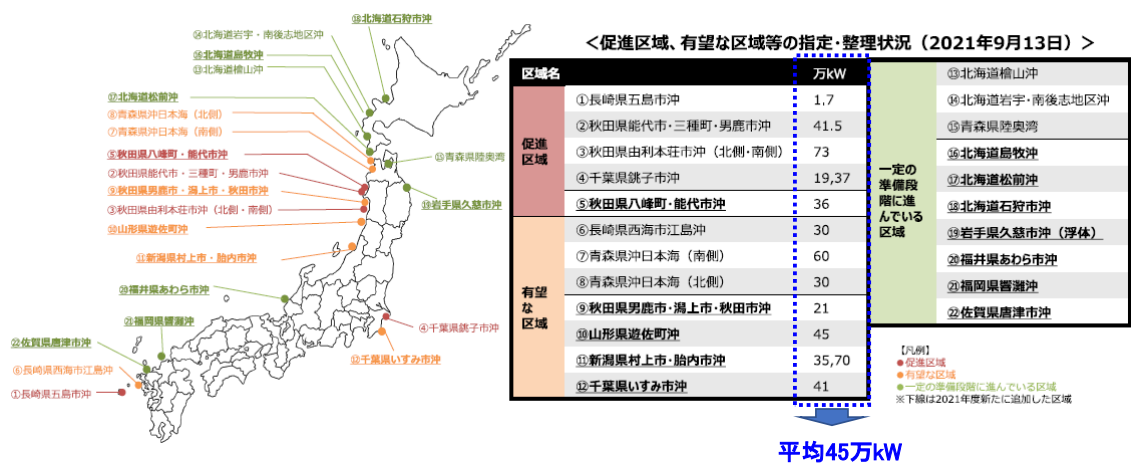 ⑱北海道石狩市沖
⑭北海道岩宇・南後志地区沖
⑯北海道島牧沖
⑬北海道檜山沖
⑰北海道松前沖
⑧青森県沖日本海（北側）
⑦青森県沖日本海（南側）
⑤秋田県八峰町・能代市沖
②秋田県能代市・三種町・男鹿市沖
⑨秋田県男鹿市・潟上市・秋田市沖
③秋田県由利本荘市沖（北側・南側）
⑩山形県遊佐町沖
⑪新潟県村上市・胎内市沖
⑳福井県あわら市沖
㉑福岡県響灘沖
㉒佐賀県唐津市沖
⑥長崎県西海市江島沖
①長崎県五島市沖
⑮青森県陸奥湾
⑲岩手県久慈市沖
④千葉県銚子市沖
⑫千葉県いすみ市沖
＜促進区域、有望な区域等の指定・整理状況（2021年9月13日）＞
区域名
万kW
促進
区域
①長崎県五島市沖
1.7
②秋田県能代市・三種町・男鹿市沖
41.5
③秋田県由利本荘市沖（北側・南側）
73
④千葉県銚子市沖
19,37
⑤秋田県八峰町・能代市沖
36
有望
な
区域
⑥長崎県西海市江島沖
30
⑦青森県沖日本海（南側）
60
⑧青森県沖日本海（北側）
30
⑨秋田県男鹿市・潟上市・秋田市沖
21
⑩山形県遊佐町沖
45
⑪新潟県村上市・胎内市沖
35,70
⑫千葉県いすみ市沖
41
一定の
準備段
階に進
んでいる
区域
⑬北海道檜山沖
⑭北海道岩宇・南後志地区沖
⑮青森県陸奥湾
⑯北海道島牧沖
⑰北海道松前沖
⑱北海道石狩市沖
⑲岩手県久慈市沖（浮体）
⑳福井県あわら市沖
㉑福岡県響灘沖
㉒佐賀県唐津市沖
【凡例】
●促進区域
●有望な区域
●一定の準備段階に進んでいる区域
※下線は2021年度新たに追加した区域
平均45万kW